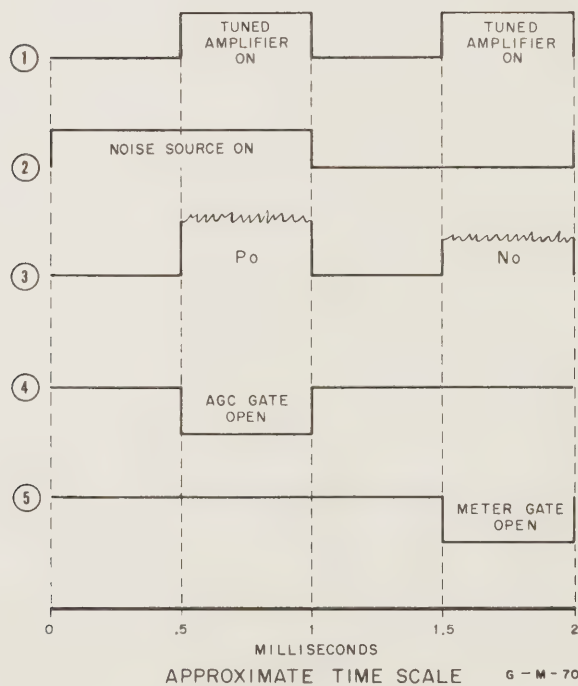 TUNED
AMPLIFIER
ON
TUNED
AMPLIFIER
ON
1
NOISE SOURCE ON
2
Po
No
3
4
AGC GATE
OPEN
5
METER GATE
OPEN
0 .5 1 1.5 2
MILLISECONDS
APPROXIMATE TIME SCALE G-M-70